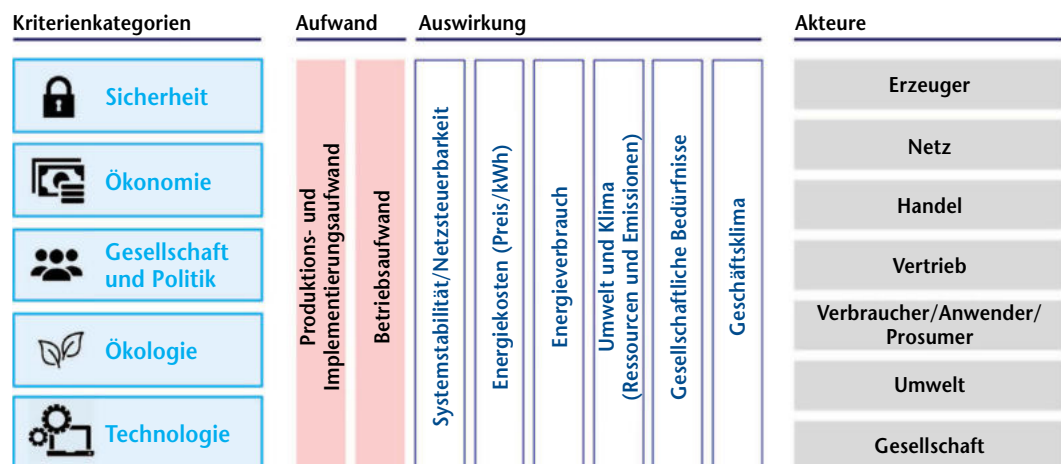 Kriterienkategorien
Sicherheit
Ökonomie
Gesellschaft
und Politik
Ökologie
Technologie
Aufwand
Produktions- und
Implementierungsaufwand
Betriebsaufwand
Auswirkung
Systemstabilität/Netzsteuerbarkeit
Energiekosten (Preis/kWh)
Energieverbrauch
Umwelt und Klima
(Ressourcen und Emissionen)
Gesellschaftliche Bedürfnisse
Geschäftsklima
Akteure
Erzeuger
Netz
Handel
Vertrieb
Verbraucher/Anwender/
Prosumer
Umwelt
Gesellschaft